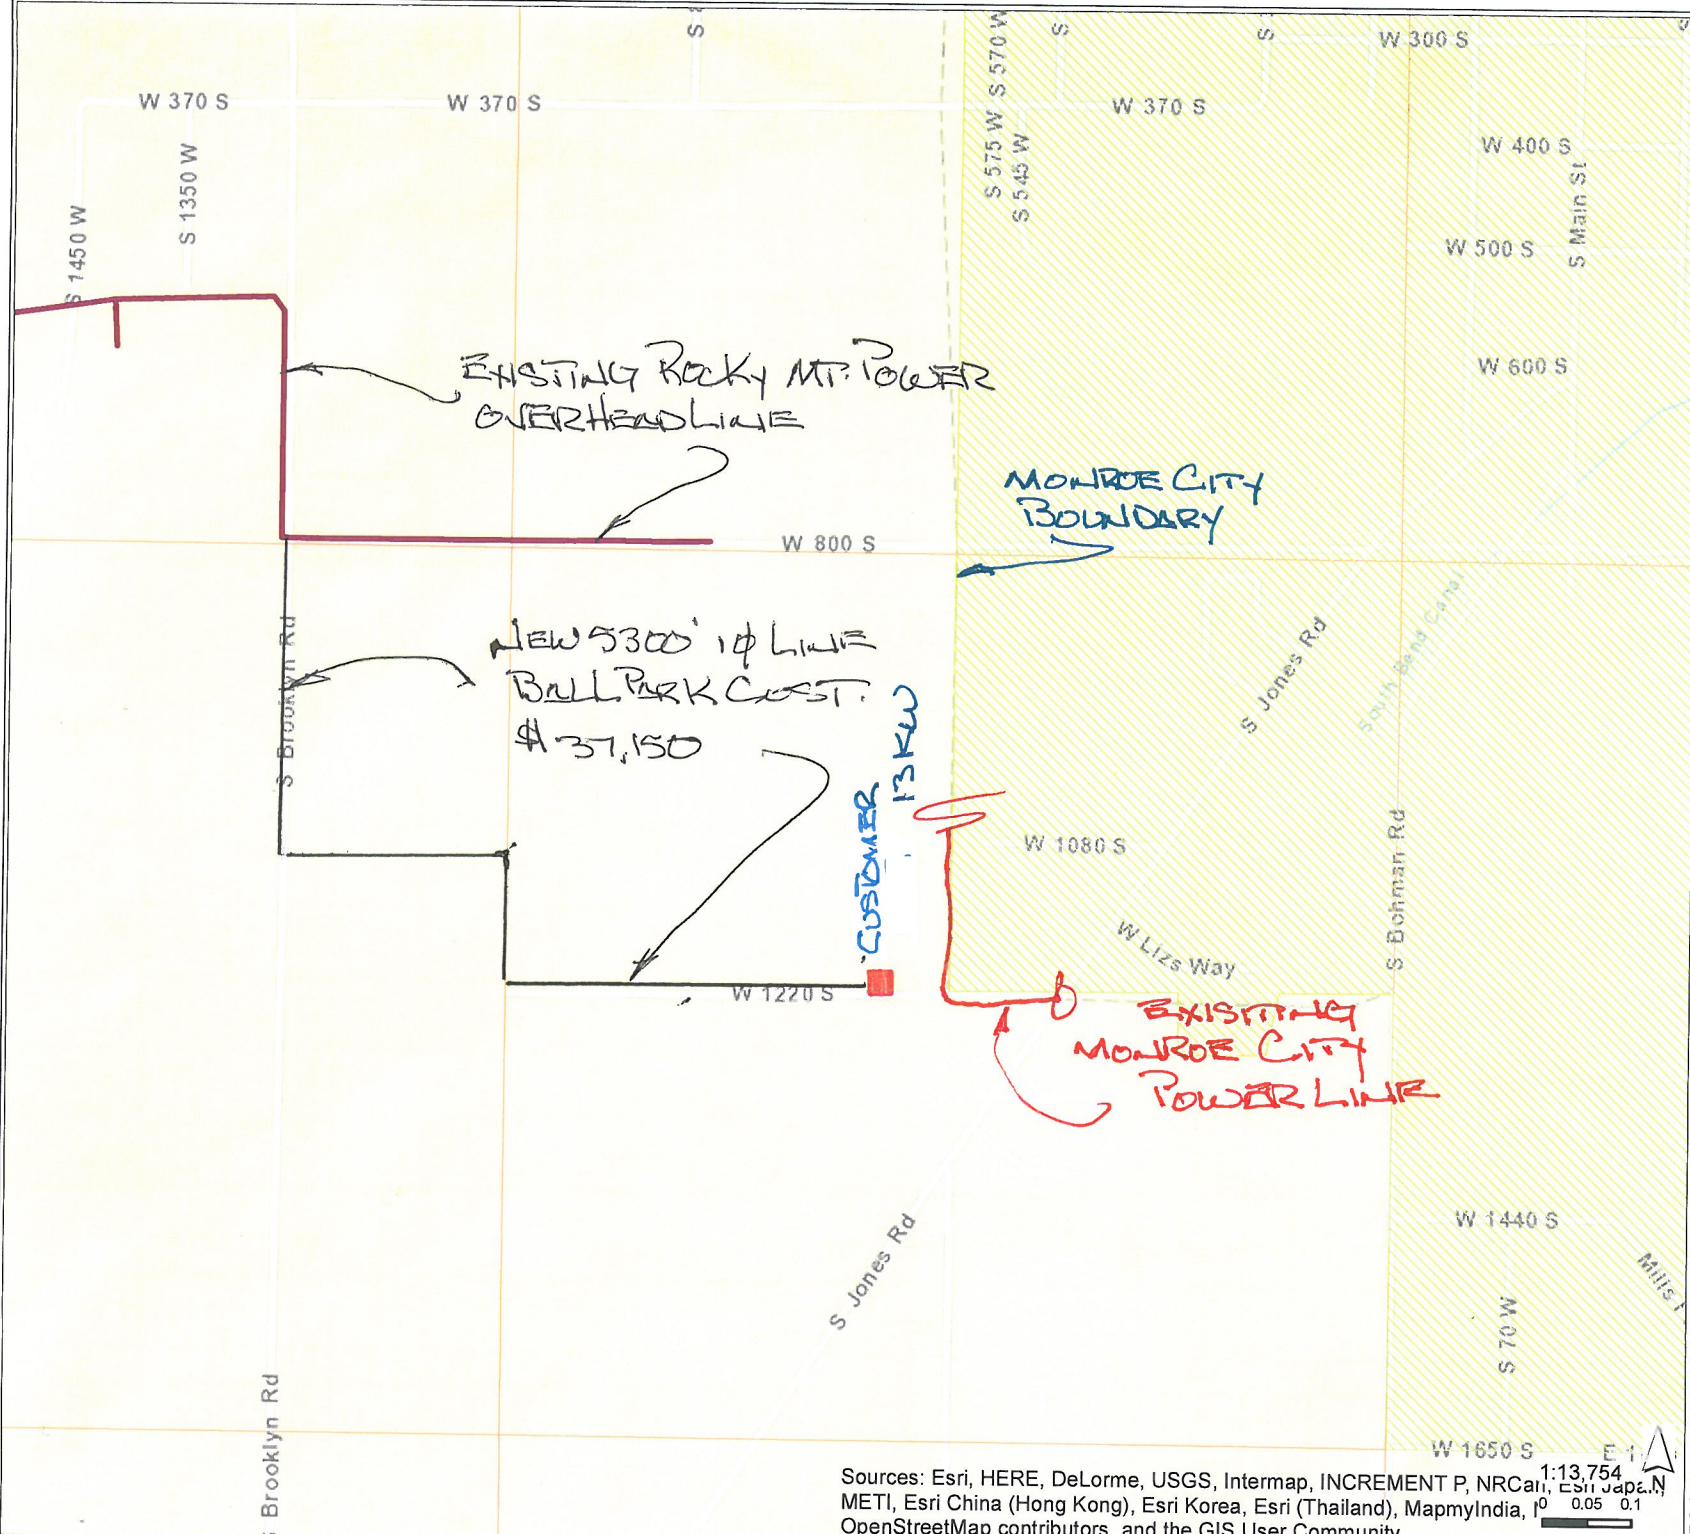 W 300 S
W 370 S
W 370 S
W 370 S
S 575 W S 570 W
S 545 W
W 400 S
S Main St
S 1350 W
S 1450 W
W 500 S
W 600 S
EXISTING ROCKY MT. POWER
OVERHEAD LINE
MONROE CITY
BOUNDARY
W 800 S
S Brooklyn Rd
NEW 5300' 1φ LINE
BALL PARK COST.
$37,150
CUSTOMER
13 KW
S Jones Rd
South Bend Canal
W 1080 S
S Bohman Rd
W Lizs Way
W 1220 S
EXISITING
MONROE CITY
POWER LINE
S Jones Rd
W 1440 S
S 70 W
Mills
S Brooklyn Rd
W 1650 S
1:13,754
N
0 0.05 0.1
Sources: Esri, HERE, DeLorme, USGS, Intermap, INCREMENT P, NRCan, Esri Japan,
METI, Esri China (Hong Kong), Esri Korea, Esri (Thailand), MapmyIndia,
OpenStreetMap contributors, and the GIS User Community